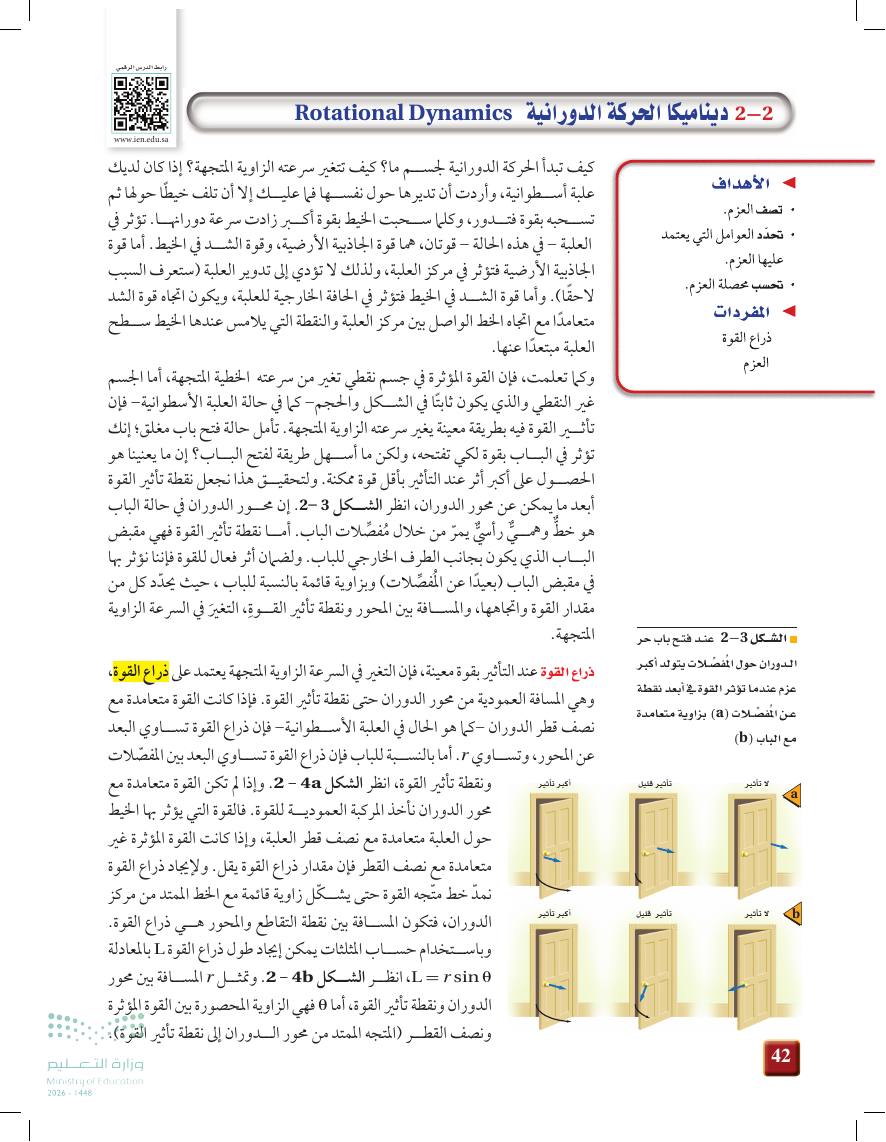 رابط الدرس الرقمي
www.ien.edu.sa
2–2 ديناميكا الحركة الدورانية Rotational Dynamics
الأهداف
• تصف العزم.
• تحدّد العوامل التي يعتمد
عليها العزم.
• تحسب محصلة العزم.
المفردات
ذراع القوة
العزم
كيف تبدأ الحركة الدورانية لجسم ما؟ كيف تتغير سرعته الزاوية المتجهة؟ إذا كان لديك
علبة أسطوانية، وأردت أن تديرها حول نفسها فما عليك إلا أن تلف خيطًا حولها ثم
تسحبه بقوة فتدور، وكلما سحبت الخيط بقوة أكبر زادت سرعة دورانها. تؤثر في
العلبة – في هذه الحالة – قوتان، هما قوة الجاذبية الأرضية، وقوة الشد في الخيط. أما قوة
الجاذبية الأرضية فتؤثر في مركز العلبة، ولذلك لا تؤدي إلى تدوير العلبة (ستعرف السبب
لاحقًا). وأما قوة الشد في الخيط فتؤثر في الحافة الخارجية للعلبة، ويكون اتجاه قوة الشد
متعامدًا مع اتجاه الخط الواصل بين مركز العلبة والنقطة التي يلامس عندها الخيط سطح
العلبة مبتعدًا عنها.
وكما تعلمت، فإن القوة المؤثرة في جسم نقطي تغير من سرعته الخطية المتجهة، أما الجسم
غير النقطي والذي يكون ثابتًا في الشكل والحجم– كما في حالة العلبة الأسطوانية– فإن
تأثير القوة فيه بطريقة معينة يغير سرعته الزاوية المتجهة. تأمل حالة فتح باب مغلق؛ إنك
تؤثر في الباب بقوة لكي تفتحه، ولكن ما أسهل طريقة لفتح الباب؟ إن ما يعنينا هو
الحصول على أكبر أثر عند التأثير بأقل قوة ممكنة. ولتحقيق هذا نجعل نقطة تأثير القوة
أبعد ما يمكن عن محور الدوران، انظر الشكل 3–2. إن محور الدوران في حالة الباب
هو خطٌّ وهميٌّ رأسيٌّ يمرّ من خلال مُفصِّلات الباب. أما نقطة تأثير القوة فهي مقبض
الباب الذي يكون بجانب الطرف الخارجي للباب. ولضمان أثر فعال للقوة فإننا نؤثر بها
في مقبض الباب (بعيدًا عن المُفصِّلات) وبزاوية قائمة بالنسبة للباب ، حيث يحدّد كل من
مقدار القوة واتجاهها، والمسافة بين المحور ونقطة تأثير القوةِ، التغيرَ في السرعة الزاوية
المتجهة.
ذراع القوة عند التأثير بقوة معينة، فإن التغير في السرعة الزاوية المتجهة يعتمد على ذراع القوة،
وهي المسافة العمودية من محور الدوران حتى نقطة تأثير القوة. فإذا كانت القوة متعامدة مع
نصف قطر الدوران –كما هو الحال في العلبة الأسطوانية– فإن ذراع القوة تساوي البعد
عن المحور، وتساوي r. أما بالنسبة للباب فإن ذراع القوة تساوي البعد بين المفصّلات
ونقطة تأثير القوة، انظر الشكل 2 – 4a. وإذا لم تكن القوة متعامدة مع
محور الدوران نأخذ المركبة العمودية للقوة. فالقوة التي يؤثر بها الخيط
حول العلبة متعامدة مع نصف قطر العلبة، وإذا كانت القوة المؤثرة غير
متعامدة مع نصف القطر فإن مقدار ذراع القوة يقل. ولإيجاد ذراع القوة
نمدّ خط متّجه القوة حتى يشكّل زاوية قائمة مع الخط الممتد من مركز
الدوران، فتكون المسافة بين نقطة التقاطع والمحور هي ذراع القوة.
وباستخدام حساب المثلثات يمكن إيجاد طول ذراع القوة L بالمعادلة
L = r sin θ، انظر الشكل 2 – 4b. وتمثل r المسافة بين محور
الدوران ونقطة تأثير القوة، أما θ فهي الزاوية المحصورة بين القوة المؤثرة
ونصف القطر (المتجه الممتد من محور الدوران إلى نقطة تأثير القوة).
الشكل 3–2 عند فتح باب حر
الدوران حول المُفصّلات يتولد أكبر
عزم عندما تؤثر القوة في أبعد نقطة
عن المُفصّلات (a) بزاوية متعامدة
مع الباب (b)
a
لا تأثير
تأثير قليل
أكبر تأثير
b
لا تأثير
تأثير قليل
أكبر تأثير
42
وزارة التعليم
Ministry of Education
2026 - 1448